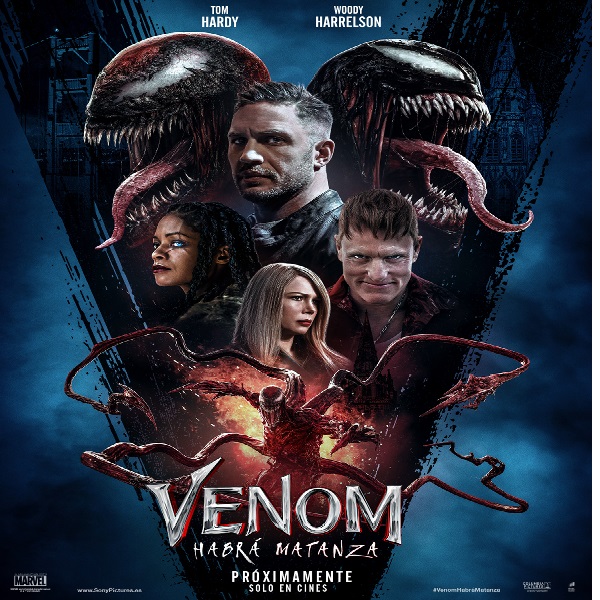 TOM
HARDY
WOODY
HARRELSON
VENOM
HABRÁ MATANZA
PRÓXIMAMENTE
SOLO EN CINES
MARVEL
www.SonyPictures.es
#VenomHabráMatanza